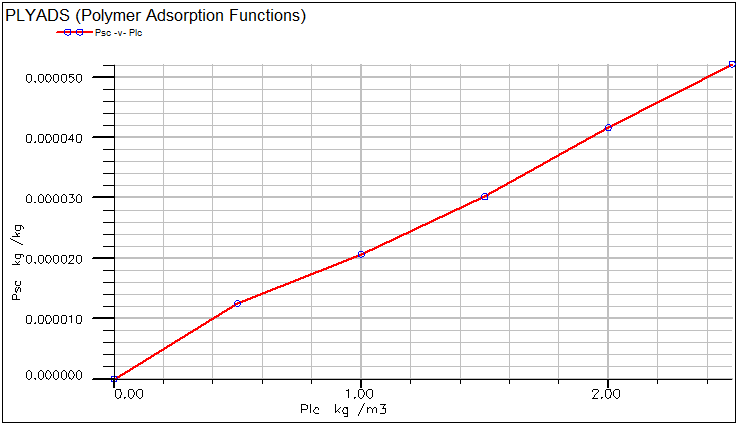 PLYADS (Polymer Adsorption Functions)
Psc -v- Plc
0.000050
0.000040
0.000030
0.000020
0.000010
0.000000
Psc kg /kg
0.00 1.00 2.00
Plc kg /m3